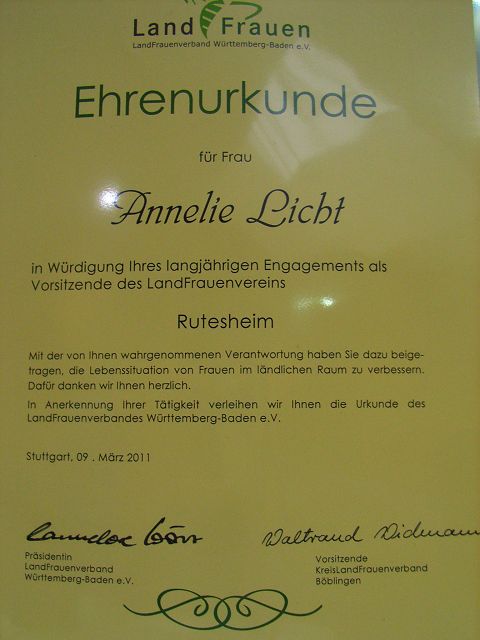 Land Frauen
LandFrauenverband Württemberg-Baden e.V.
Ehrenurkunde
für Frau
Annelie Licht
in Würdigung Ihres langjährigen Engagements als
Vorsitzende des LandFrauenvereins
Rutesheim
Mit der von Ihnen wahrgenommenen Verantwortung haben Sie dazu beige-
tragen, die Lebenssituation von Frauen im ländlichen Raum zu verbessern.
Dafür danken wir Ihnen herzlich.
In Anerkennung Ihrer Tätigkeit verleihen wir Ihnen die Urkunde des
LandFrauenverbandes Württemberg-Baden e.V.
Stuttgart, 09 . März 2011
Waltraud Widmann
Präsidentin
LandFrauenverband
Württemberg-Baden e.V.
Vorsitzende
KreisLandFrauenverband
Böblingen